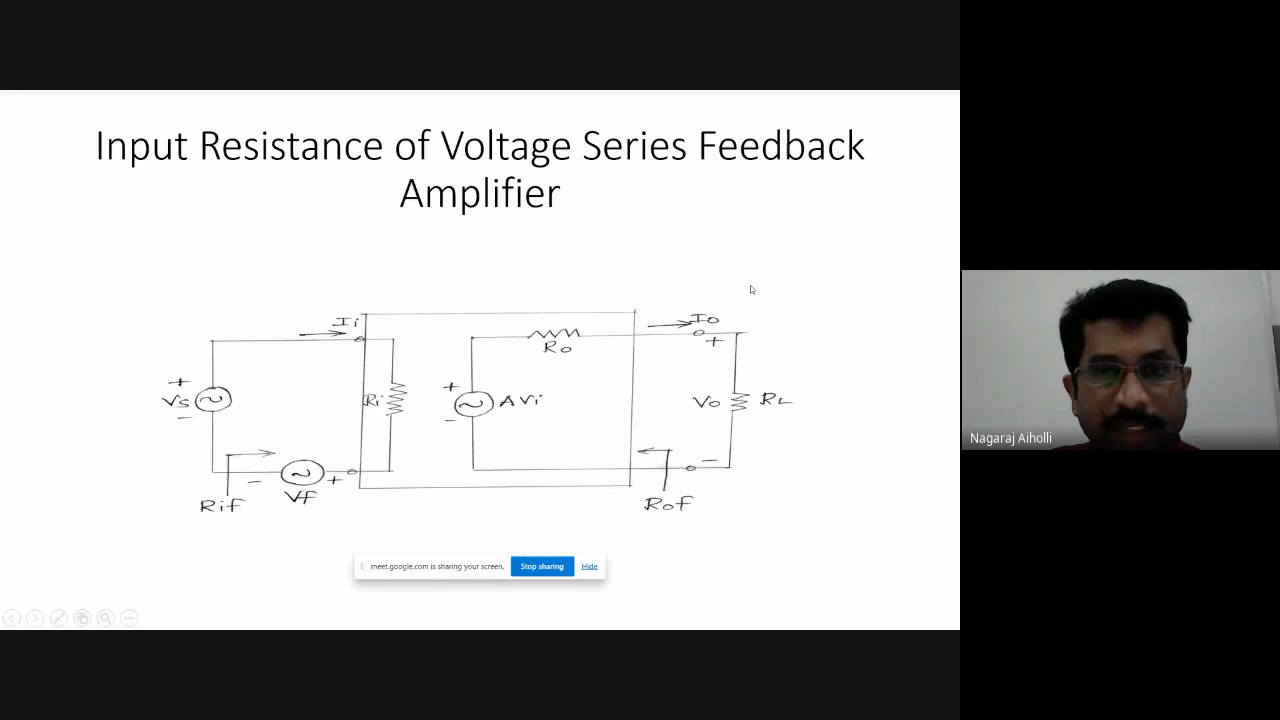 Input Resistance of Voltage Series Feedback
Amplifier
Ii
Io
+
Ro
+
+
Vs
Ri
AVi
Vo
RL
-
-
-
-
+
Vf
Rif
Rof
meet.google.com is sharing your screen.
Stop sharing
Hide
Nagaraj Aiholli